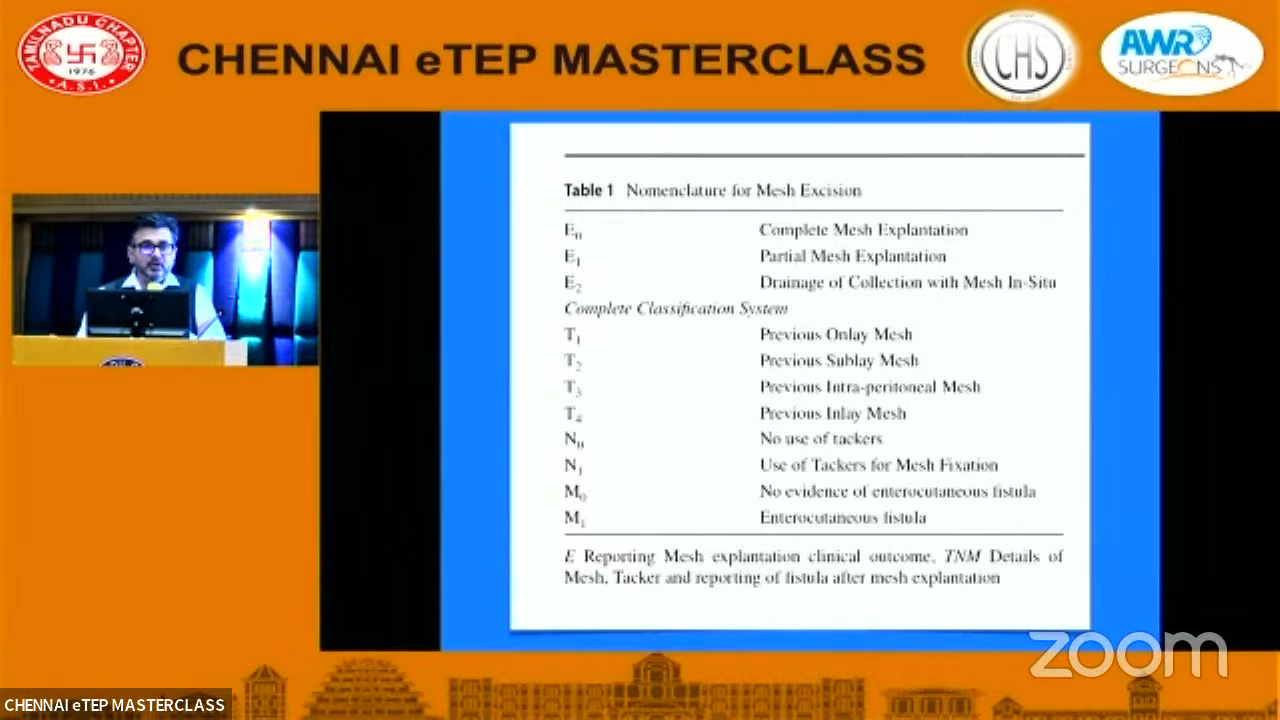 TAMILNADU CHAPTER
1976
A.S.I.
CHENNAI eTEP MASTERCLASS
CHS
AWR
SURGEONS
Table 1 Nomenclature for Mesh Excision
E0 Complete Mesh Explantation
E1 Partial Mesh Explantation
E2 Drainage of Collection with Mesh In-Situ
Complete Classification System
T1 Previous Onlay Mesh
T2 Previous Sublay Mesh
T3 Previous Intra-peritoneal Mesh
T4 Previous Inlay Mesh
N0 No use of tackers
N1 Use of Tackers for Mesh Fixation
M0 No evidence of enterocutaneous fistula
M1 Enterocutaneous fistula
E Reporting Mesh explantation clinical outcome, TNM Details of
Mesh, Tacker and reporting of fistula after mesh explantation
zoom
CHENNAI eTEP MASTERCLASS